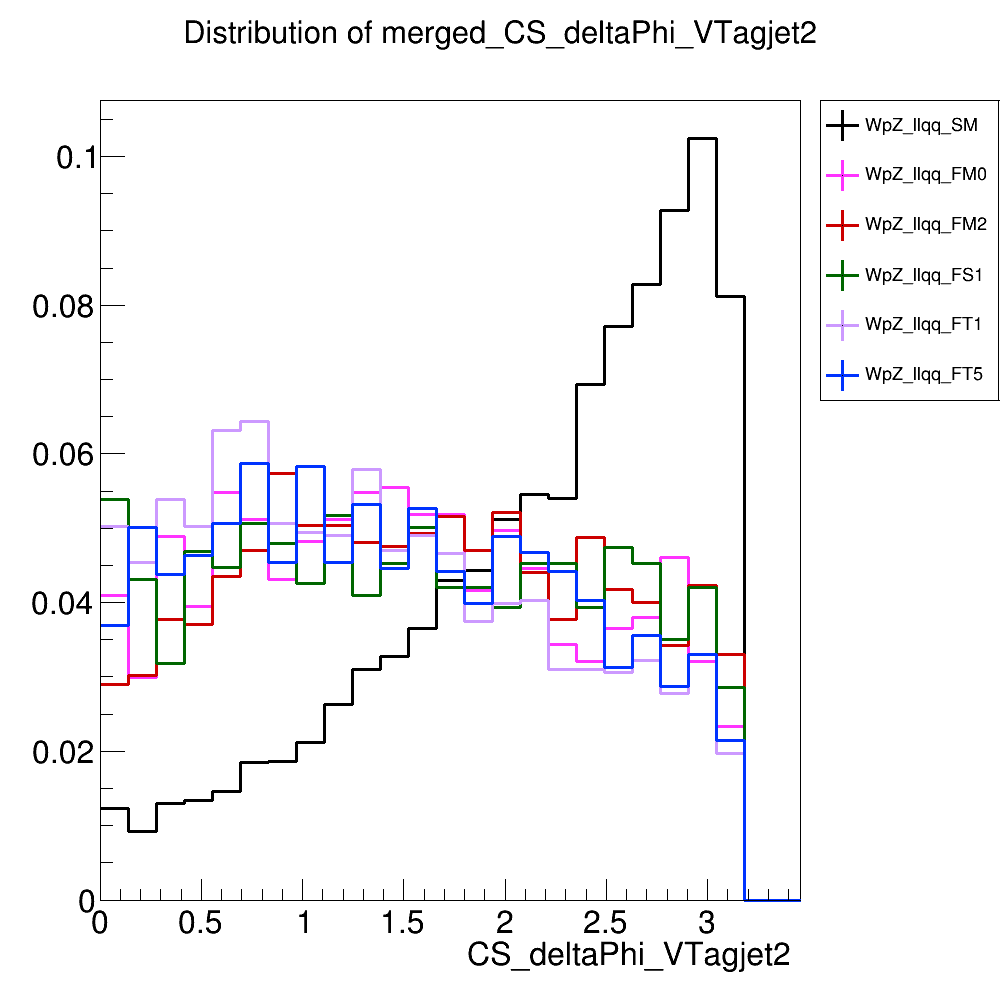 Distribution of merged_CS_deltaPhi_VTagjet2
WpZ_llqq_SM
WpZ_llqq_FM0
WpZ_llqq_FM2
WpZ_llqq_FS1
WpZ_llqq_FT1
WpZ_llqq_FT5
0.1
0.08
0.06
0.04
0.02
0
0 0.5 1 1.5 2 2.5 3
CS_deltaPhi_VTagjet2